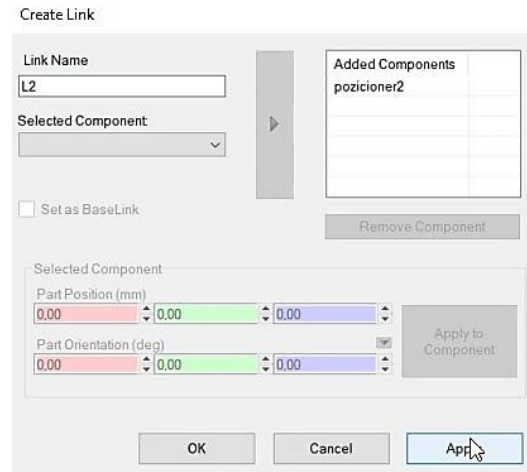 Create Link
Link Name
L2
Selected Component
Set as BaseLink
Added Components
pozicioner2
Remove Component
Selected Component
Part Position (mm)
0,00 0,00 0,00
Part Orientation (deg)
0,00 0,00 0,00
Apply to
Component
OK Cancel